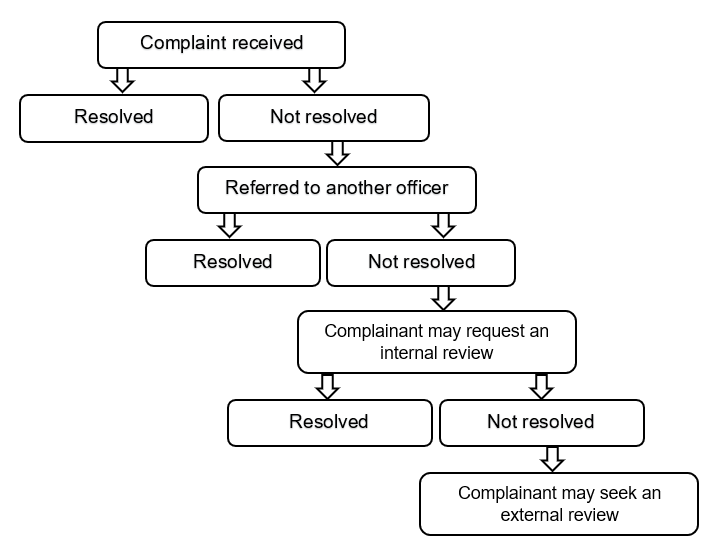 Complaint received
Resolved
Not resolved
Referred to another officer
Resolved
Not resolved
Complainant may request an
internal review
Resolved
Not resolved
Complainant may seek an
external review